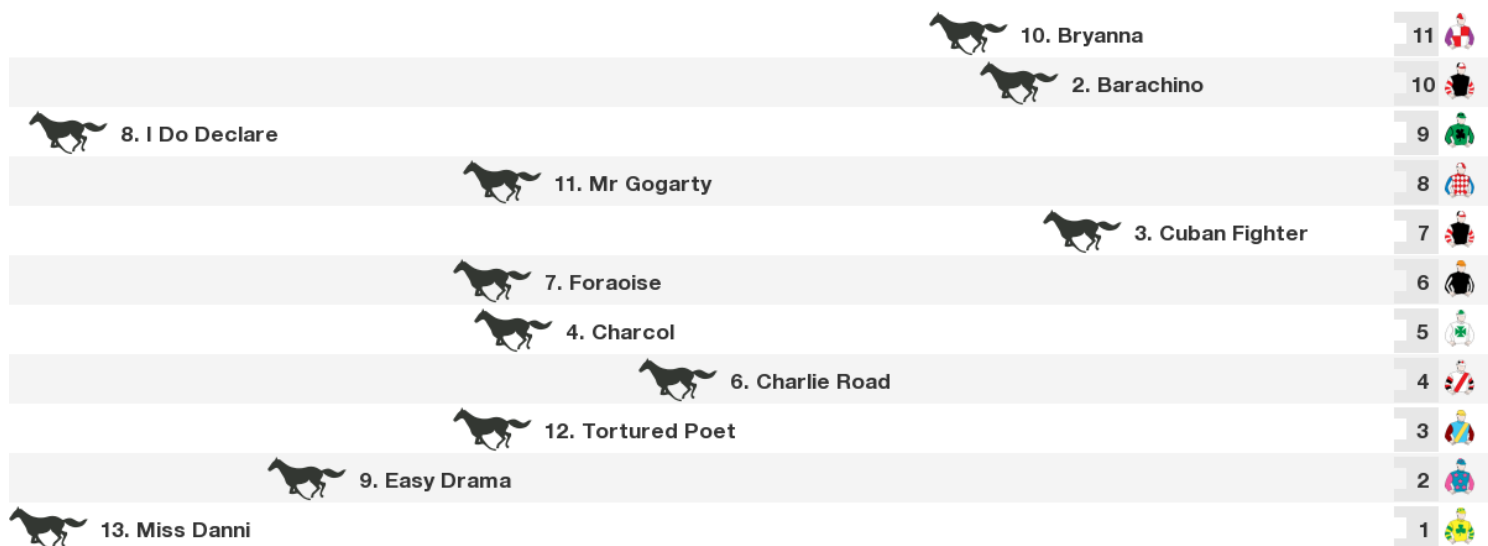 10. Bryanna 11
2. Barachino 10
8. I Do Declare 9
11. Mr Gogarty 8
3. Cuban Fighter 7
7. Foraoise 6
4. Charcol 5
6. Charlie Road 4
12. Tortured Poet 3
9. Easy Drama 2
13. Miss Danni 1